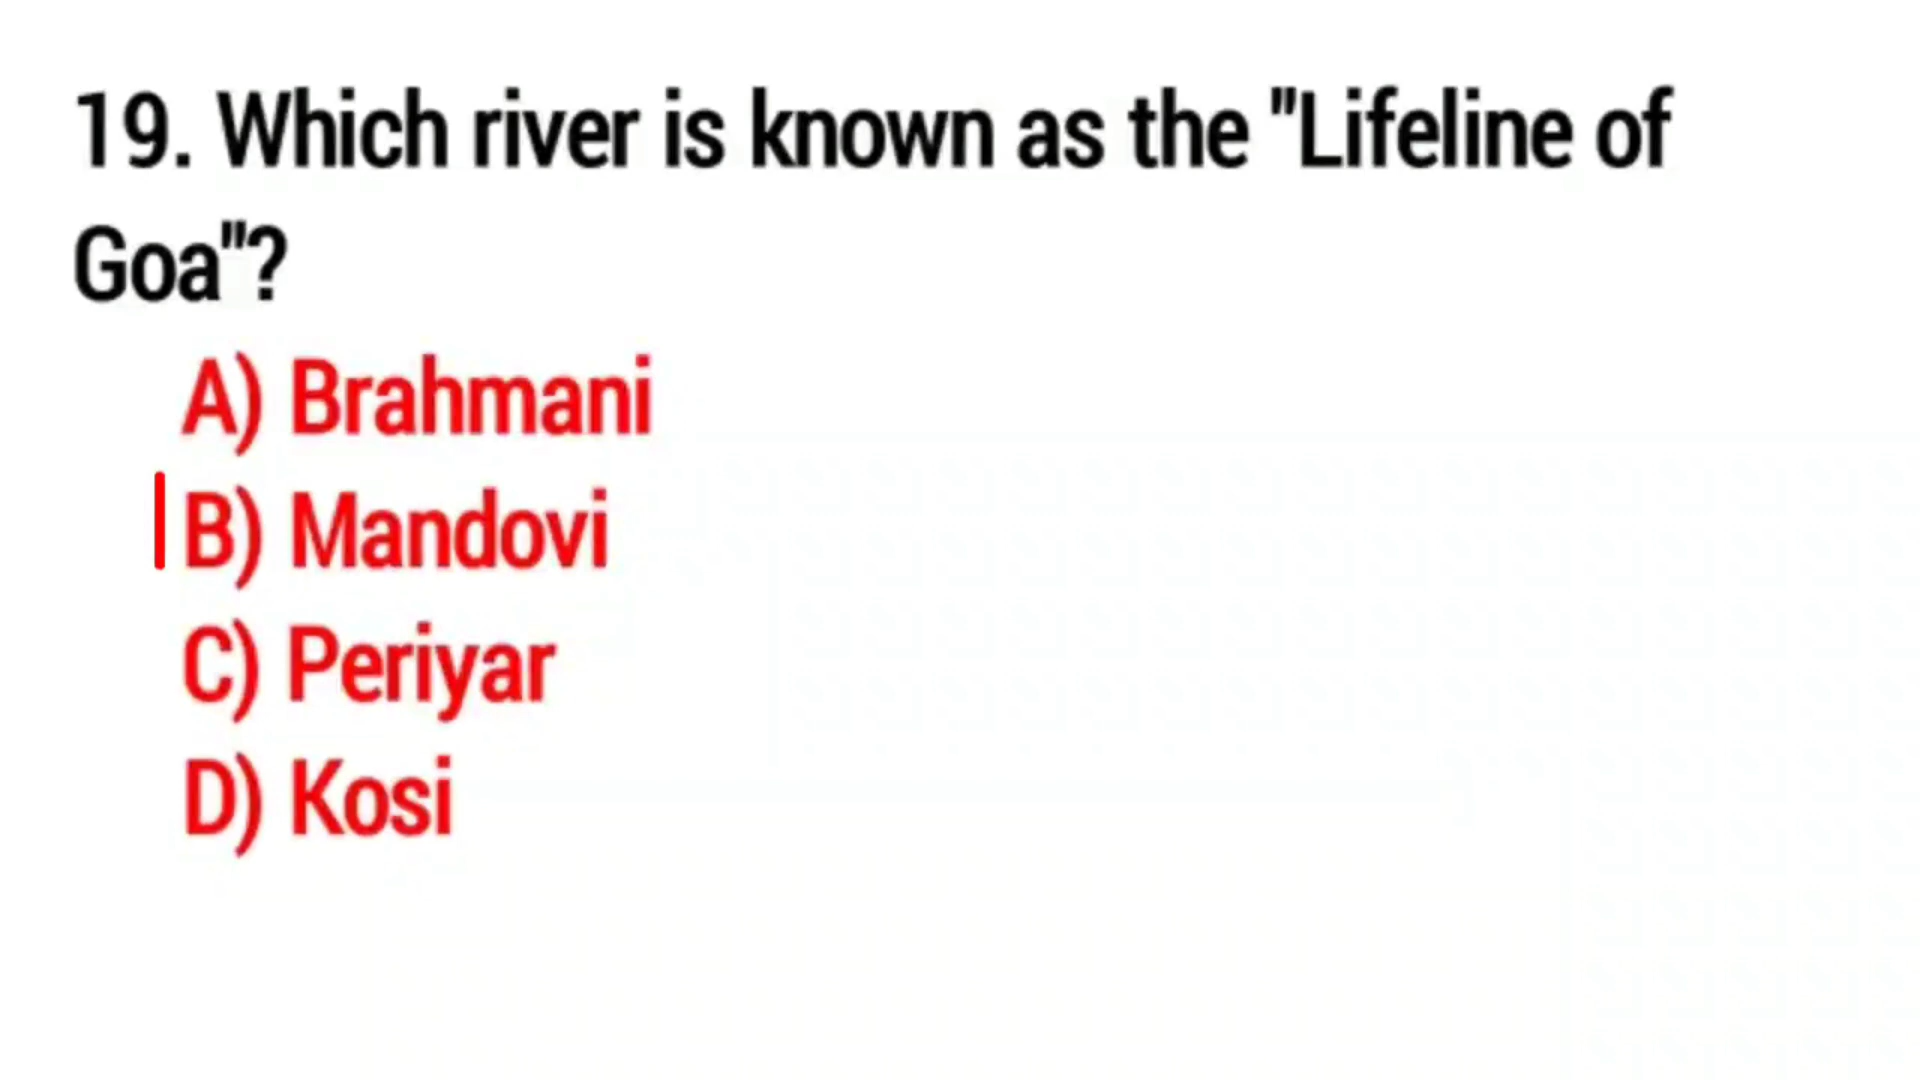 19. Which river is known as the "Lifeline of
Goa"?
A) Brahmani
B) Mandovi
C) Periyar
D) Kosi